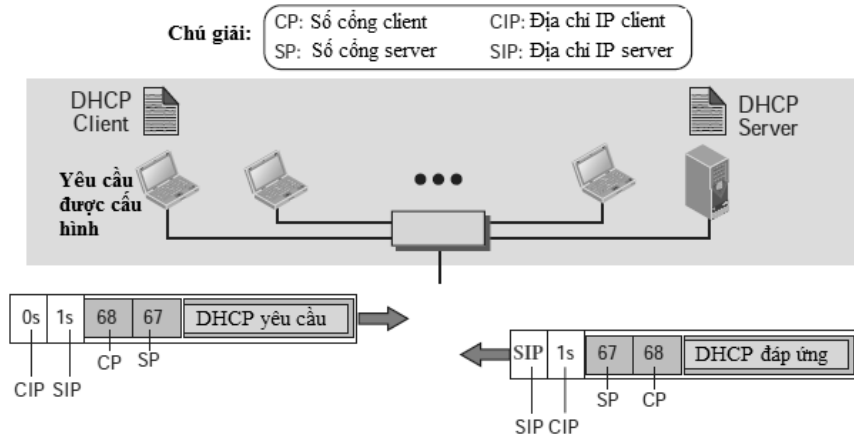 Chú giải:
CP: Số cổng client CIP: Địa chỉ IP client
SP: Số cổng server SIP: Địa chỉ IP server
DHCP
Client
DHCP
Server
Yêu cầu
được cấu
hình
0s 1s 68 67 DHCP yêu cầu
CP SP
CIP SIP
SIP 1s 67 68 DHCP đáp ứng
SP CP
SIP CIP